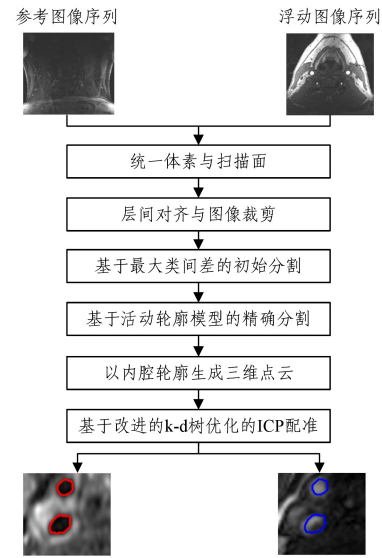 参考图像序列
浮动图像序列
统一体素与扫描面
层间对齐与图像裁剪
基于最大类间差的初始分割
基于活动轮廓模型的精确分割
以内腔轮廓生成三维点云
基于改进的k-d树优化的ICP配准